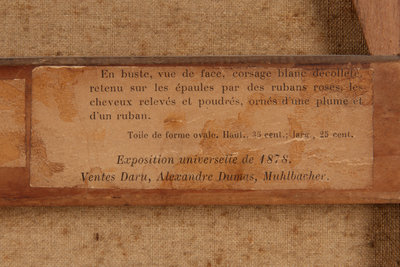 En buste, vue de face, corsage blanc décolleté,
retenu sur les épaules par des rubans roses; les
cheveux relevés et poudrés, ornés d'une plume et
d'un ruban.
Toile de forme ovale. Haut., 35 cent.; larg., 25 cent.
Exposition universelle de 1878.
Ventes Daru, Alexandre Dumas, Muhlbacher.